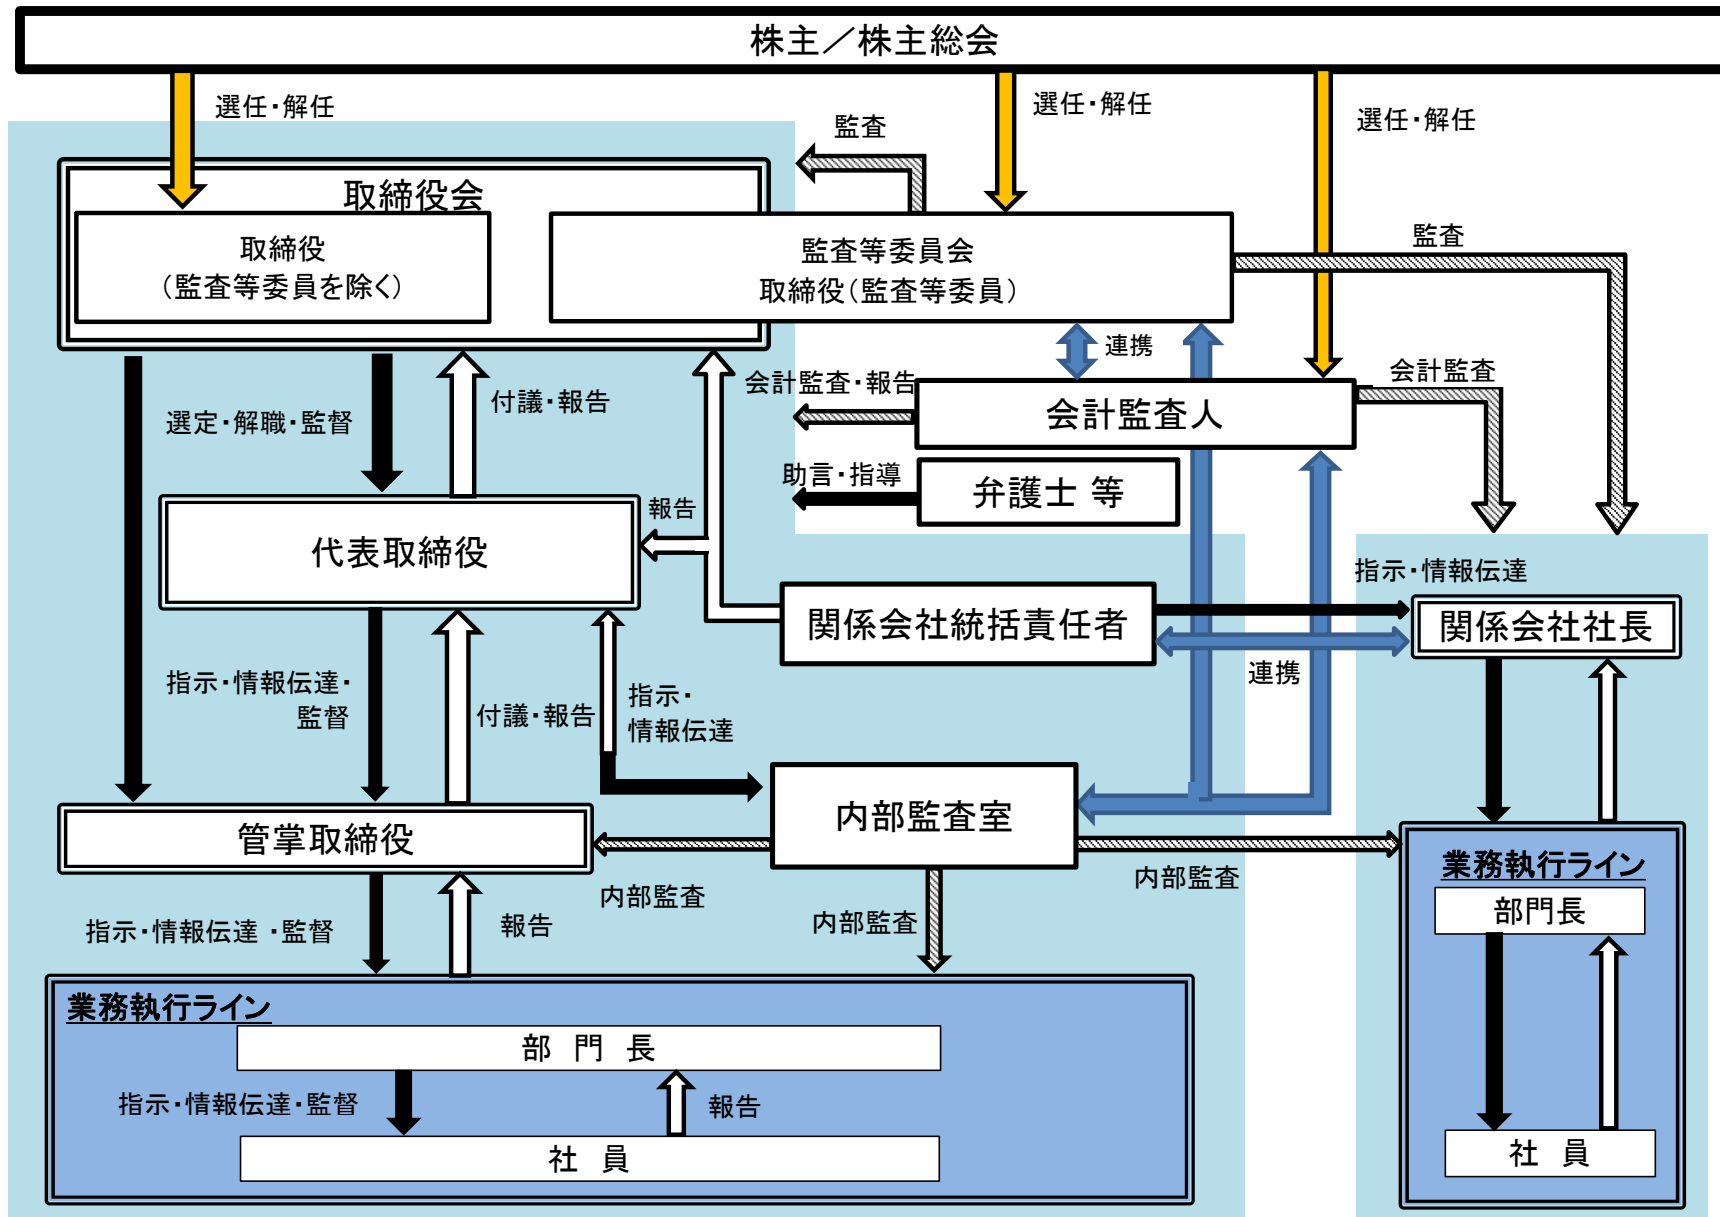 株主／株主総会
選任・解任
選任・解任
選任・解任
監査
取締役会
取締役
（監査等委員を除く）
監査等委員会
取締役（監査等委員）
監査
連携
会計監査・報告
会計監査人
会計監査
選定・解職・監督
付議・報告
助言・指導
弁護士 等
報告
代表取締役
指示・情報伝達
関係会社統括責任者
関係会社社長
連携
指示・情報伝達・
監督
付議・報告
指示・
情報伝達
内部監査室
管掌取締役
内部監査
内部監査
内部監査
業務執行ライン
部門長
社 員
指示・情報伝達 ・監督
報告
業務執行ライン
部 門 長
指示・情報伝達・監督
報告
社 員